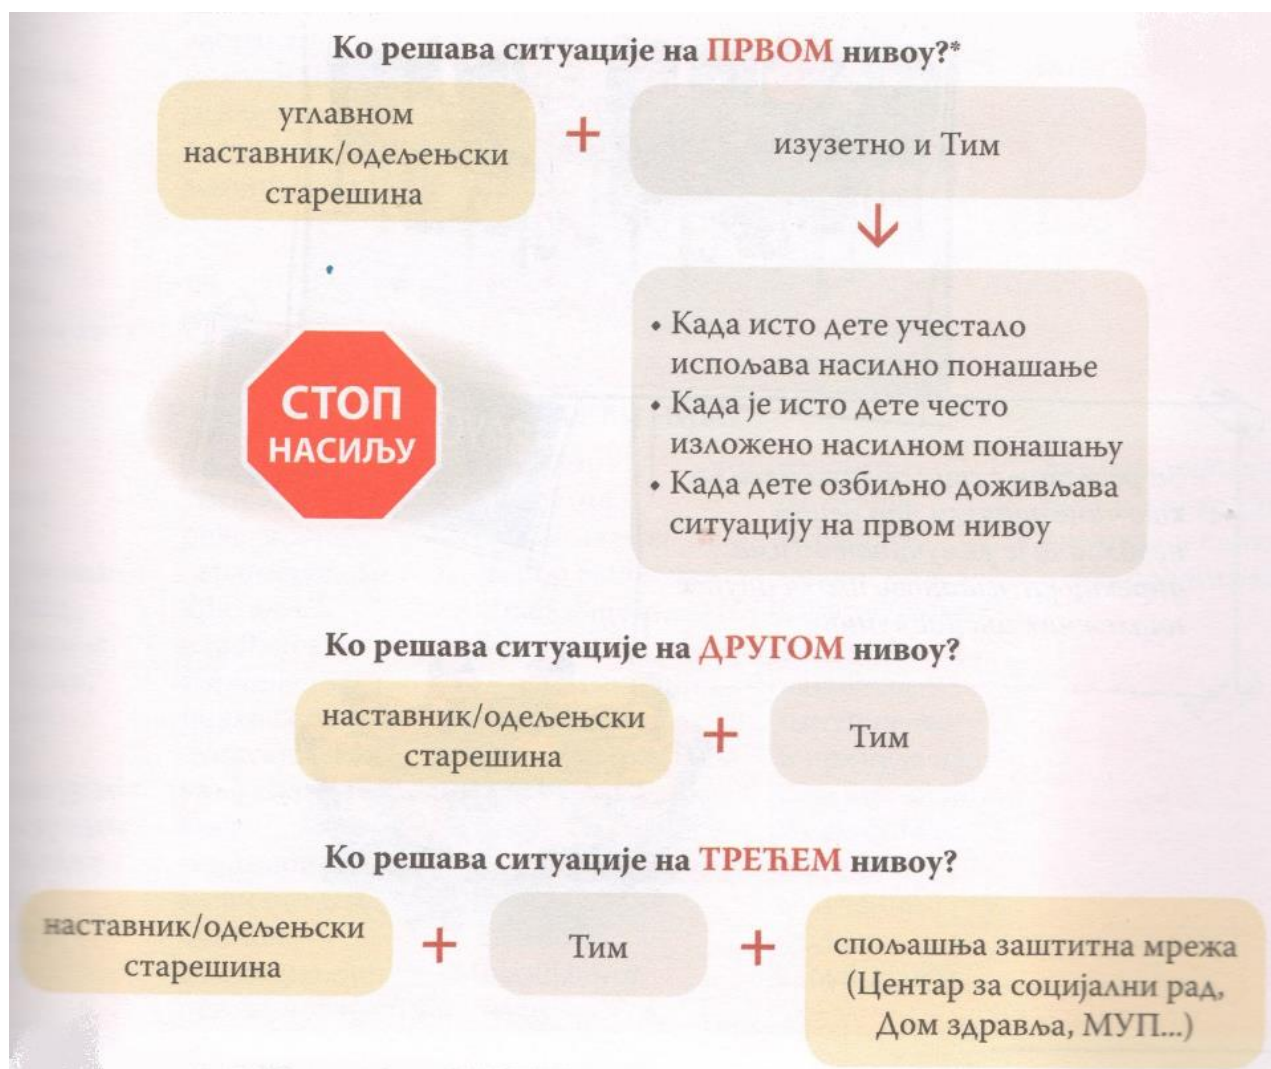 Ко решава ситуације на ПРВОМ нивоу?*
углавном
наставник/одељењски
старешина
+
изузетно и Тим
↓
СТОП
НАСИЉУ
• Када исто дете учестало
испољава насилно понашање
• Када је исто дете често
изложено насилном понашању
• Када дете озбиљно доживљава
ситуацију на првом нивоу
Ко решава ситуације на ДРУГОМ нивоу?
наставник/одељењски
старешина
+
Тим
Ко решава ситуације на ТРЕЋЕМ нивоу?
наставник/одељењски
старешина
+
Тим
+
спољашња заштитна мрежа
(Центар за социјални рад,
Дом здравља, МУП...)